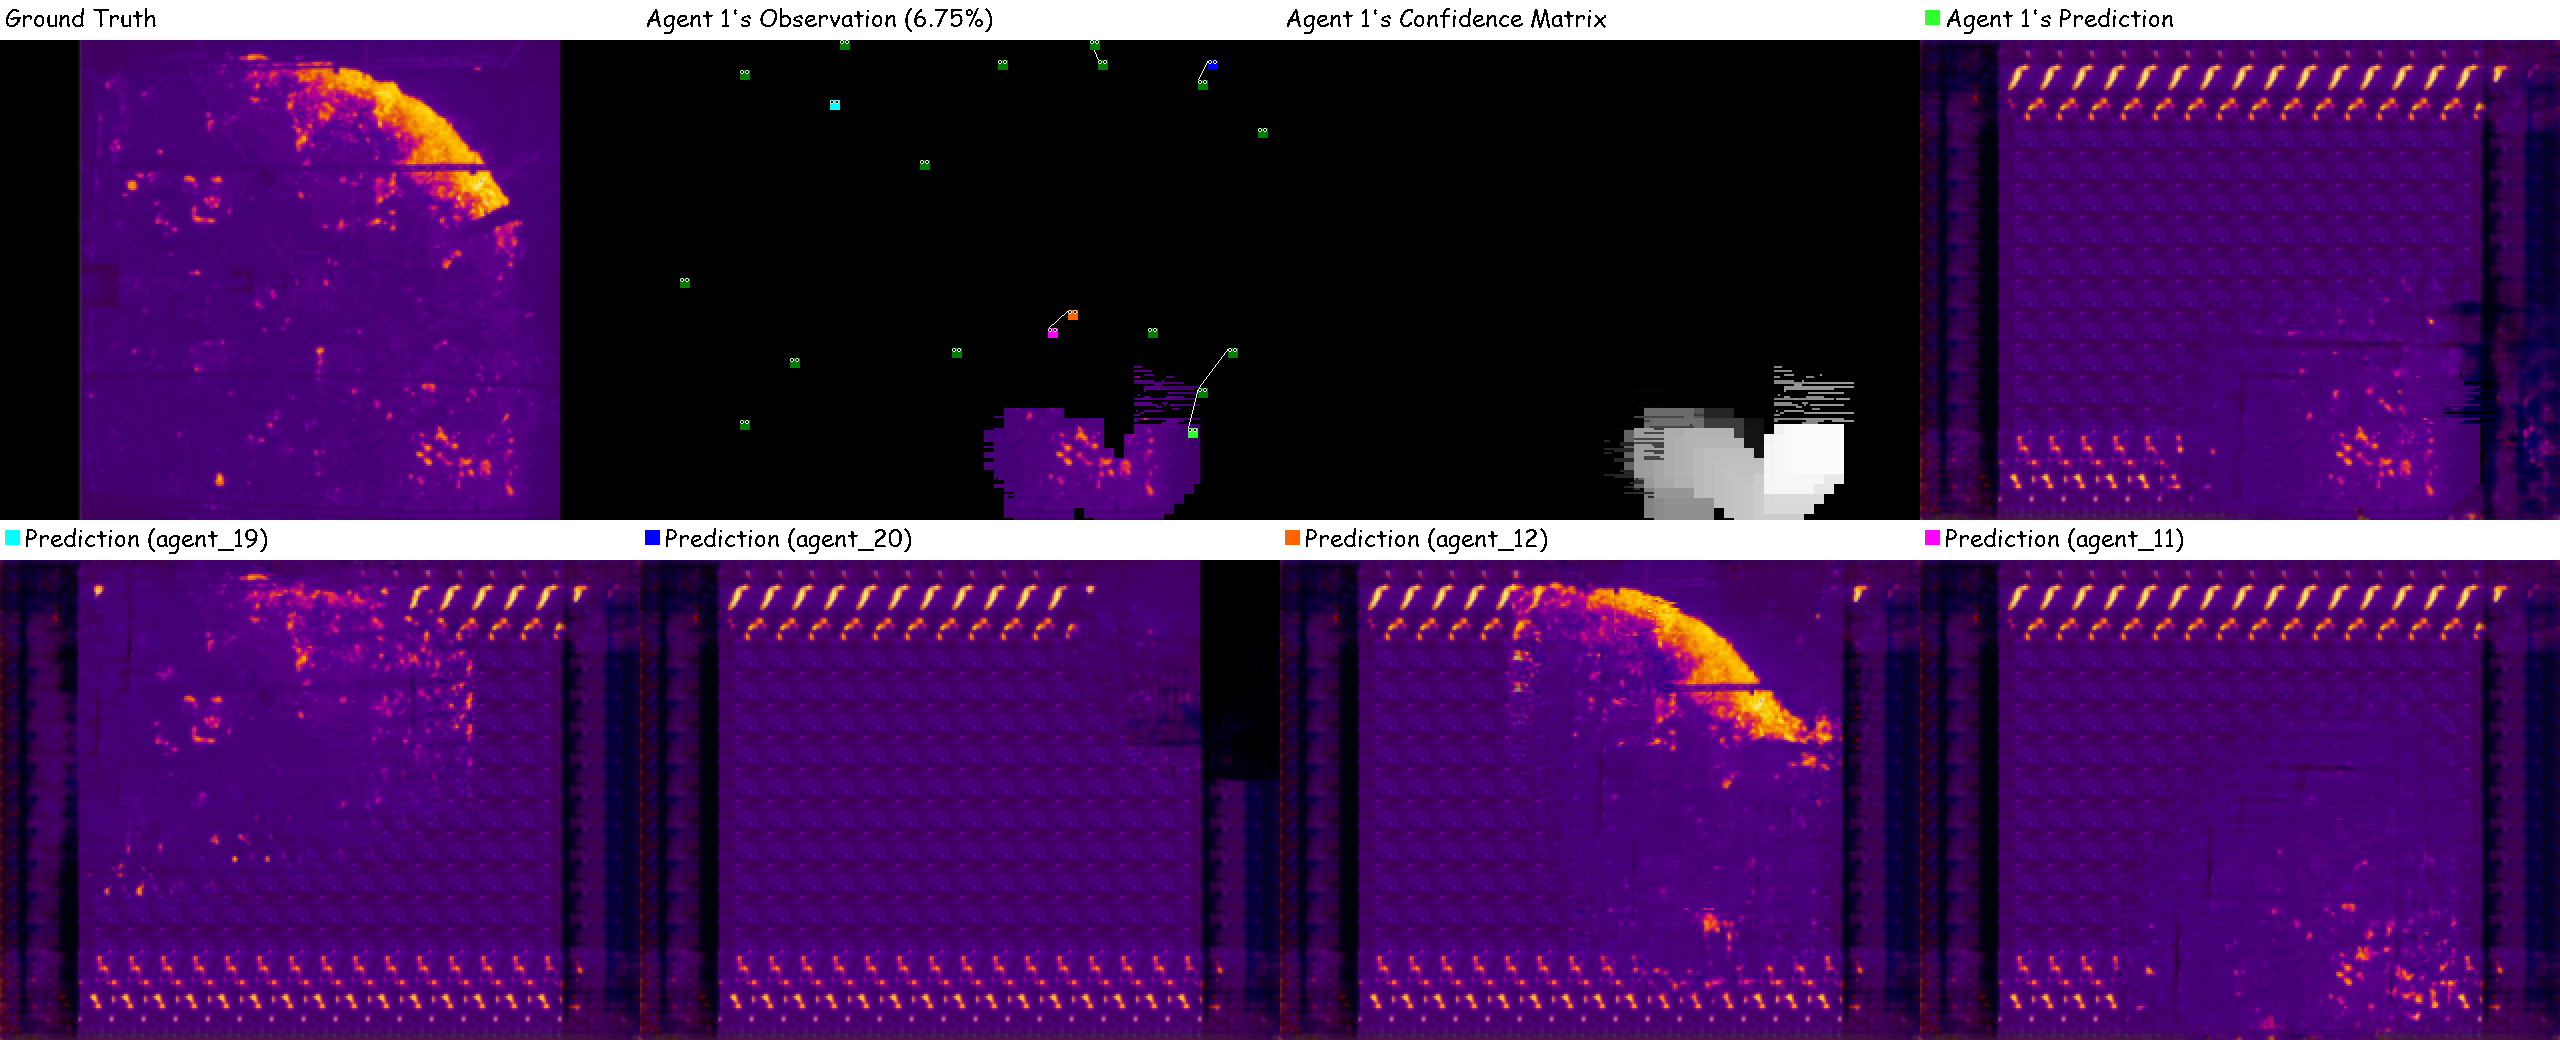 Ground Truth
Agent 1's Observation (6.75%)
Agent 1's Confidence Matrix
Agent 1's Prediction
Prediction (agent_19)
Prediction (agent_20)
Prediction (agent_12)
Prediction (agent_11)